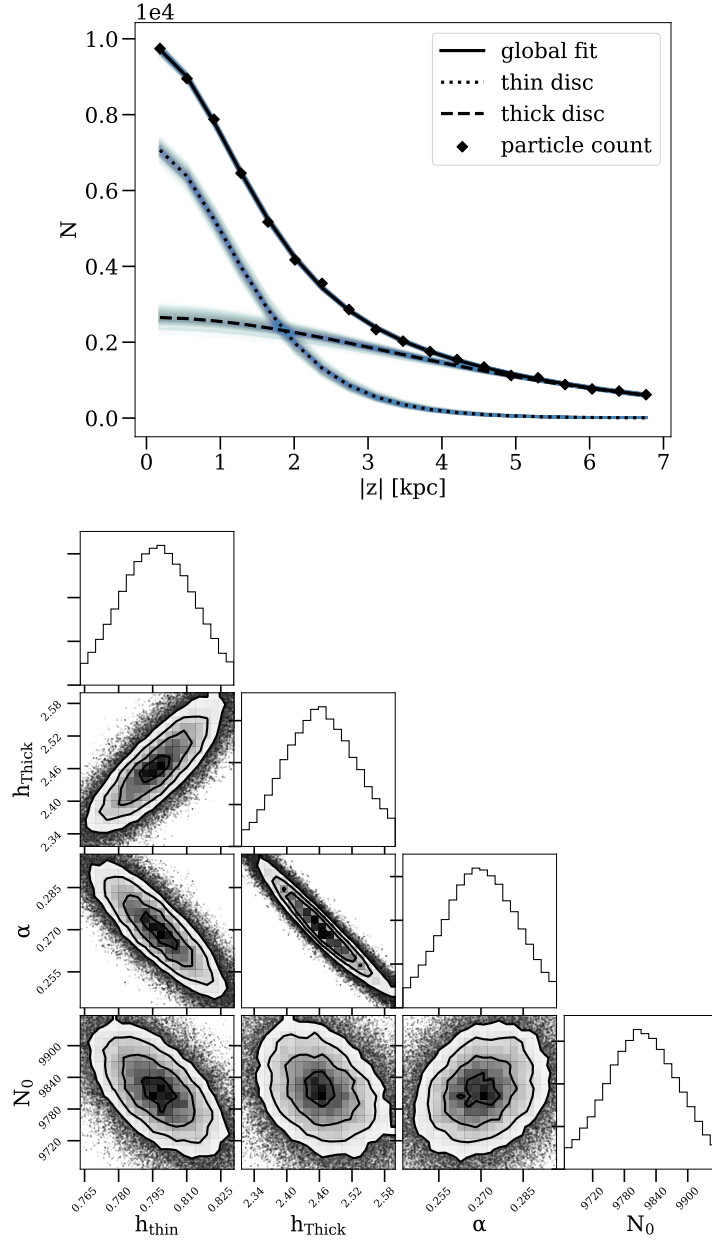 1e4
1.0
0.8
0.6
0.4
0.2
0.0
N
global fit
thin disc
thick disc
particle count
0 1 2 3 4 5 6 7
|z| [kpc]
2.58
2.52
2.46
2.40
2.34
h_Thick
0.285
0.270
0.255
α
9900
9840
9780
9720
N_0
0.765 0.780 0.795 0.810 0.825
2.34 2.40 2.46 2.52 2.58
0.255 0.270 0.285
9720 9780 9840 9900
h_thin h_Thick α N_0